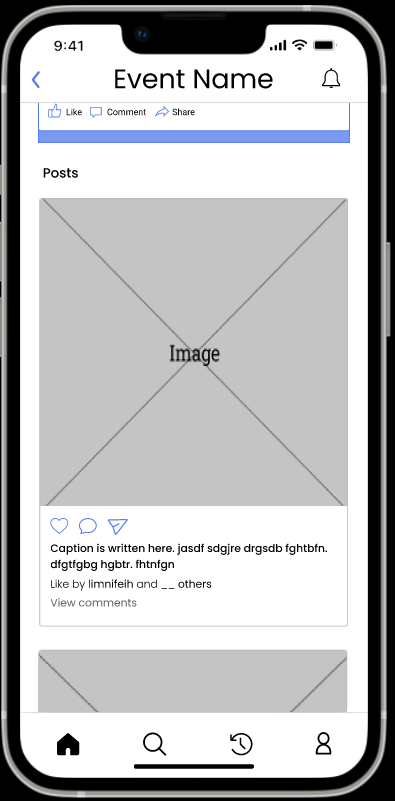 9:41
Event Name
Like Comment Share
Posts
Image
Caption is written here. jasdf sdgjre drgsdb fghtbfn.
dfgtfgbg hgbtr. fhtnfgn
Like by limnifeih and __ others
View comments